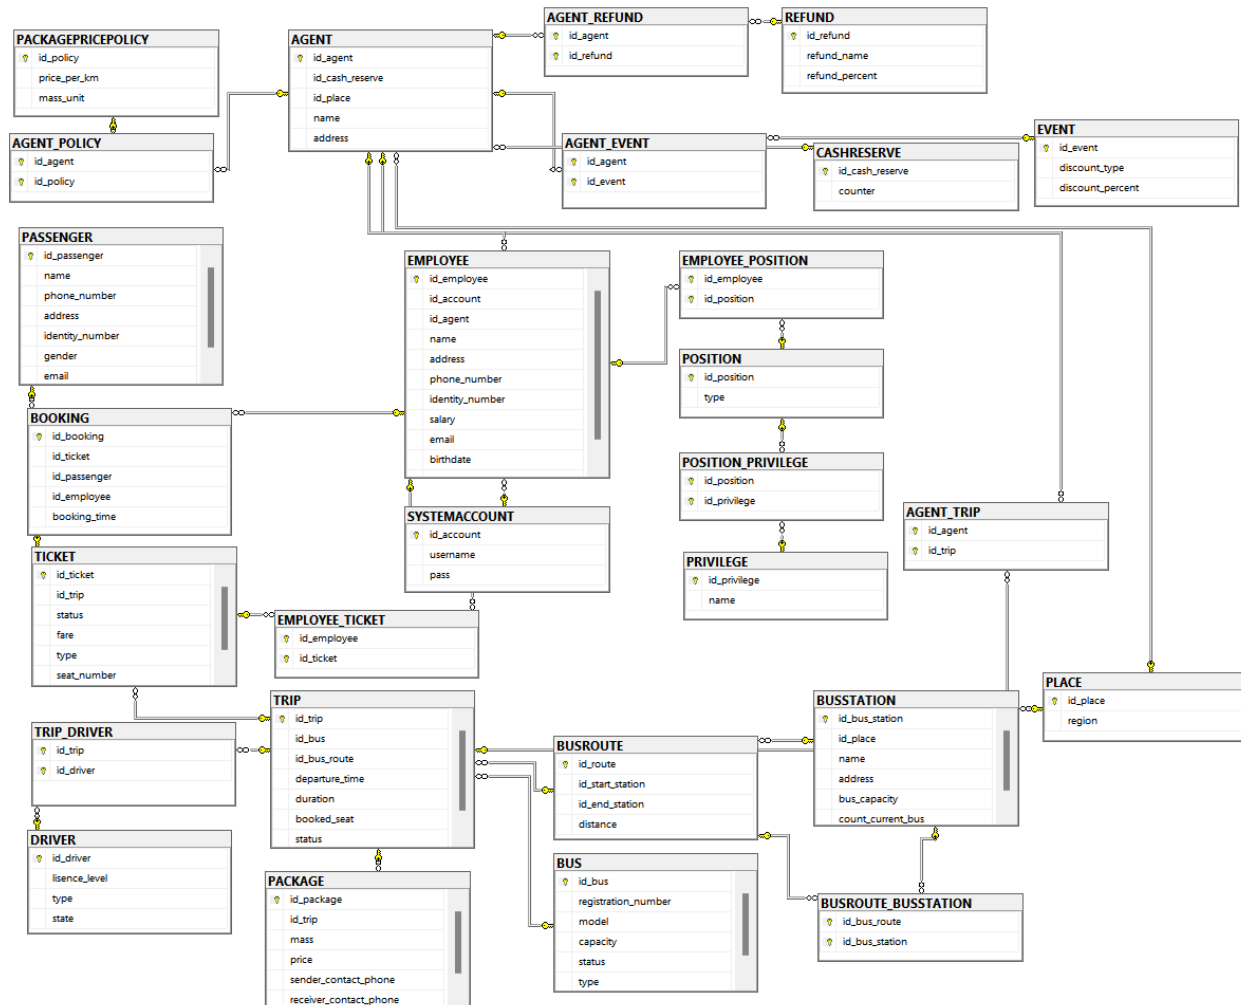 PACKAGEPRICEPOLICY
id_policy
price_per_km
mass_unit
AGENT
id_agent
id_cash_reserve
id_place
name
address
AGENT_REFUND
id_agent
id_refund
REFUND
id_refund
refund_name
refund_percent
AGENT_POLICY
id_agent
id_policy
AGENT_EVENT
id_agent
id_event
CASHRESERVE
id_cash_reserve
counter
EVENT
id_event
discount_type
discount_percent
PASSENGER
id_passenger
name
phone_number
address
identity_number
gender
email
EMPLOYEE
id_employee
id_account
id_agent
name
address
phone_number
identity_number
salary
email
birthdate
EMPLOYEE_POSITION
id_employee
id_position
POSITION
id_position
type
BOOKING
id_booking
id_ticket
id_passenger
id_employee
booking_time
POSITION_PRIVILEGE
id_position
id_privilege
SYSTEMACCOUNT
id_account
username
pass
AGENT_TRIP
id_agent
id_trip
PRIVILEGE
id_privilege
name
TICKET
id_ticket
id_trip
status
fare
type
seat_number
EMPLOYEE_TICKET
id_employee
id_ticket
PLACE
id_place
region
TRIP
id_trip
id_bus
id_bus_route
departure_time
duration
booked_seat
status
BUSSTATION
id_bus_station
id_place
name
address
bus_capacity
count_current_bus
TRIP_DRIVER
id_trip
id_driver
BUSROUTE
id_route
id_start_station
id_end_station
distance
DRIVER
id_driver
lisence_level
type
state
BUS
id_bus
registration_number
model
capacity
status
type
PACKAGE
id_package
id_trip
mass
price
sender_contact_phone
receiver_contact_phone
BUSROUTE_BUSSTATION
id_bus_route
id_bus_station